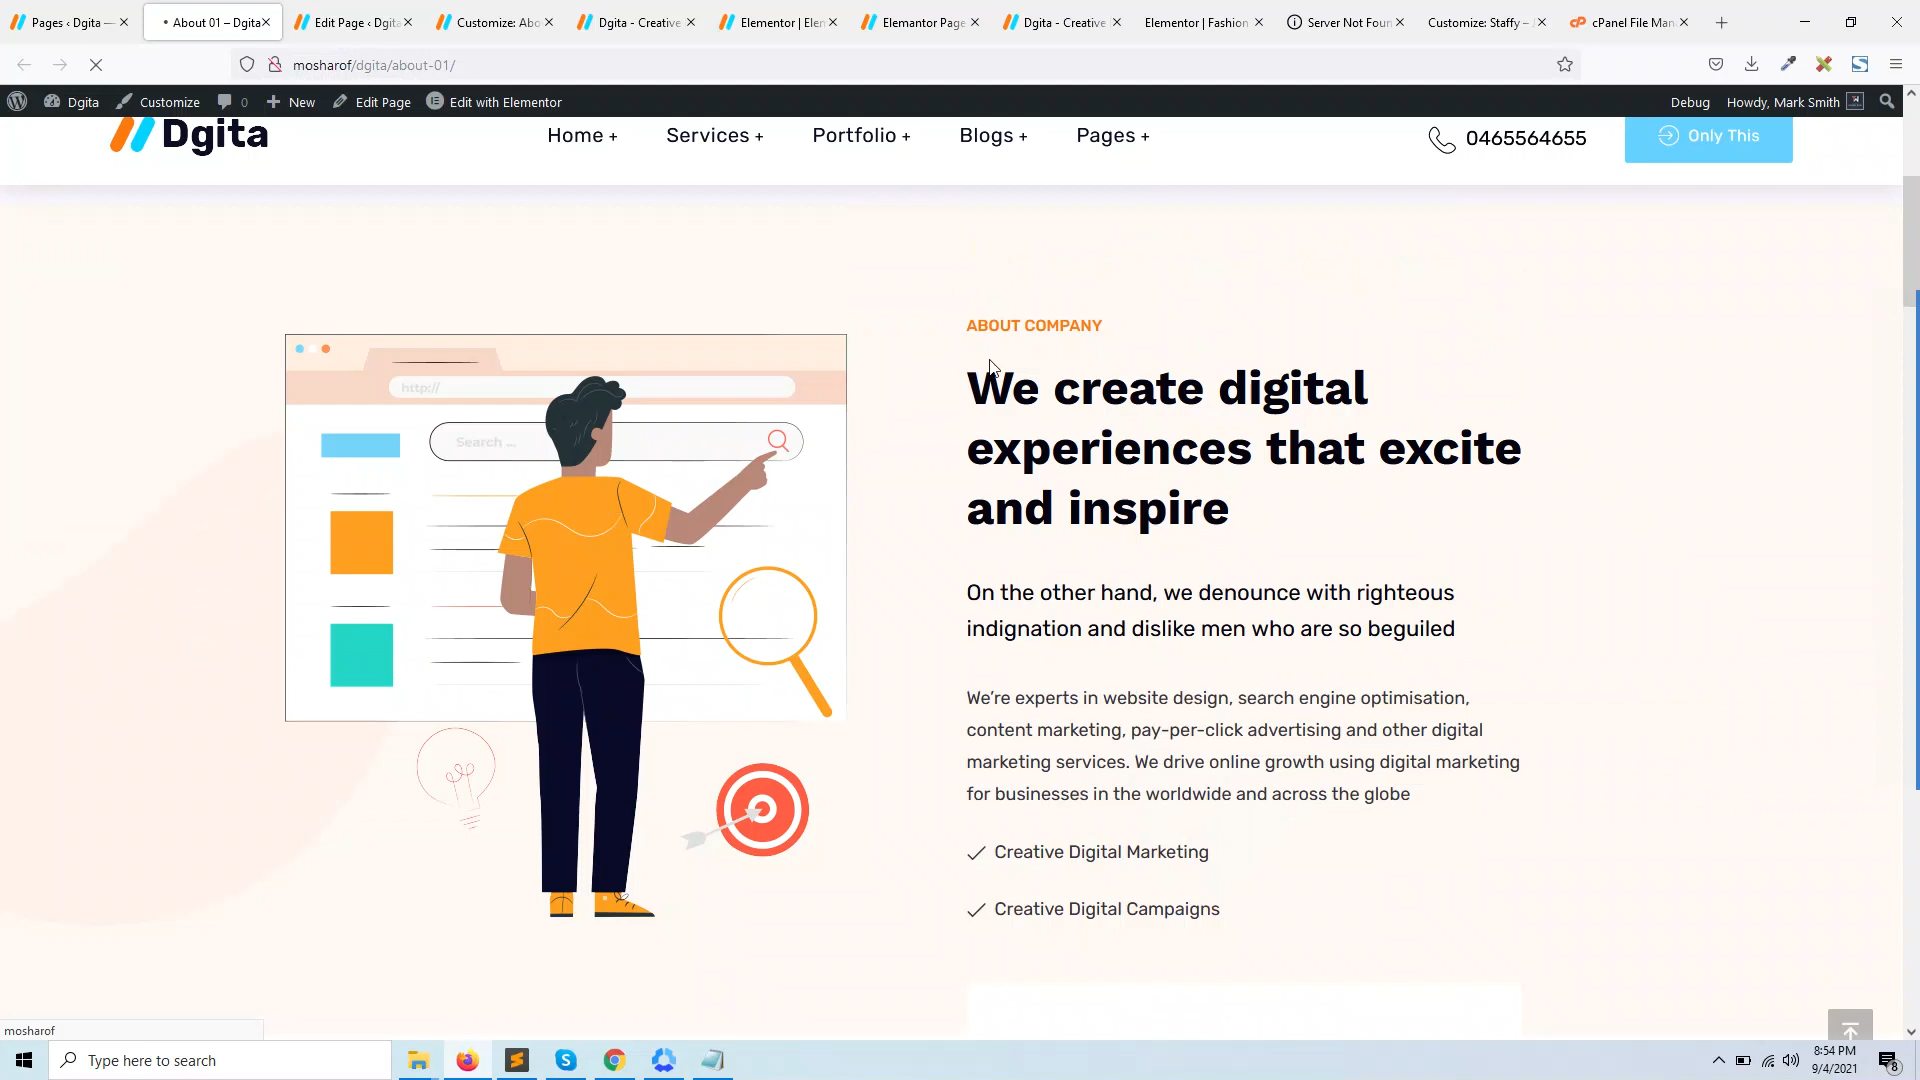 Pages ‹ Dgita —
About 01 – Dgita
Edit Page ‹ Dgita
Customize: Abo
Dgita - Creative
Elementor | Elem
Elemantor Page
Dgita - Creative
Elementor | Fashion
Server Not Foun
Customize: Staffy –
cPanel File Man
mosharof/dgita/about-01/
Dgita
Customize
0
New
Edit Page
Edit with Elementor
Debug
Howdy, Mark Smith
Dgita
Home +
Services +
Portfolio +
Blogs +
Pages +
0465564655
Only This
http://
Search ...
ABOUT COMPANY
We create digital
experiences that excite
and inspire
On the other hand, we denounce with righteous
indignation and dislike men who are so beguiled
We’re experts in website design, search engine optimisation,
content marketing, pay-per-click advertising and other digital
marketing services. We drive online growth using digital marketing
for businesses in the worldwide and across the globe
Creative Digital Marketing
Creative Digital Campaigns
mosharof
Type here to search
8:54 PM
9/4/2021
8